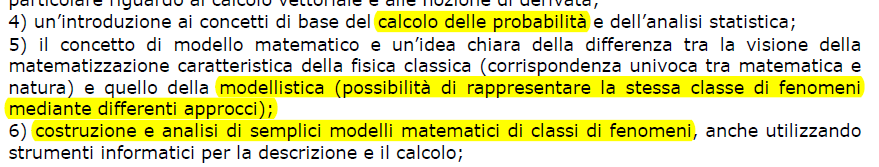 particolare riguardo al calcolo vettoriale e alle nozione di derivata;
4) un’introduzione ai concetti di base del calcolo delle probabilità e dell’analisi statistica;
5) il concetto di modello matematico e un’idea chiara della differenza tra la visione della
matematizzazione caratteristica della fisica classica (corrispondenza univoca tra matematica e
natura) e quello della modellistica (possibilità di rappresentare la stessa classe di fenomeni
mediante differenti approcci);
6) costruzione e analisi di semplici modelli matematici di classi di fenomeni, anche utilizzando
strumenti informatici per la descrizione e il calcolo;